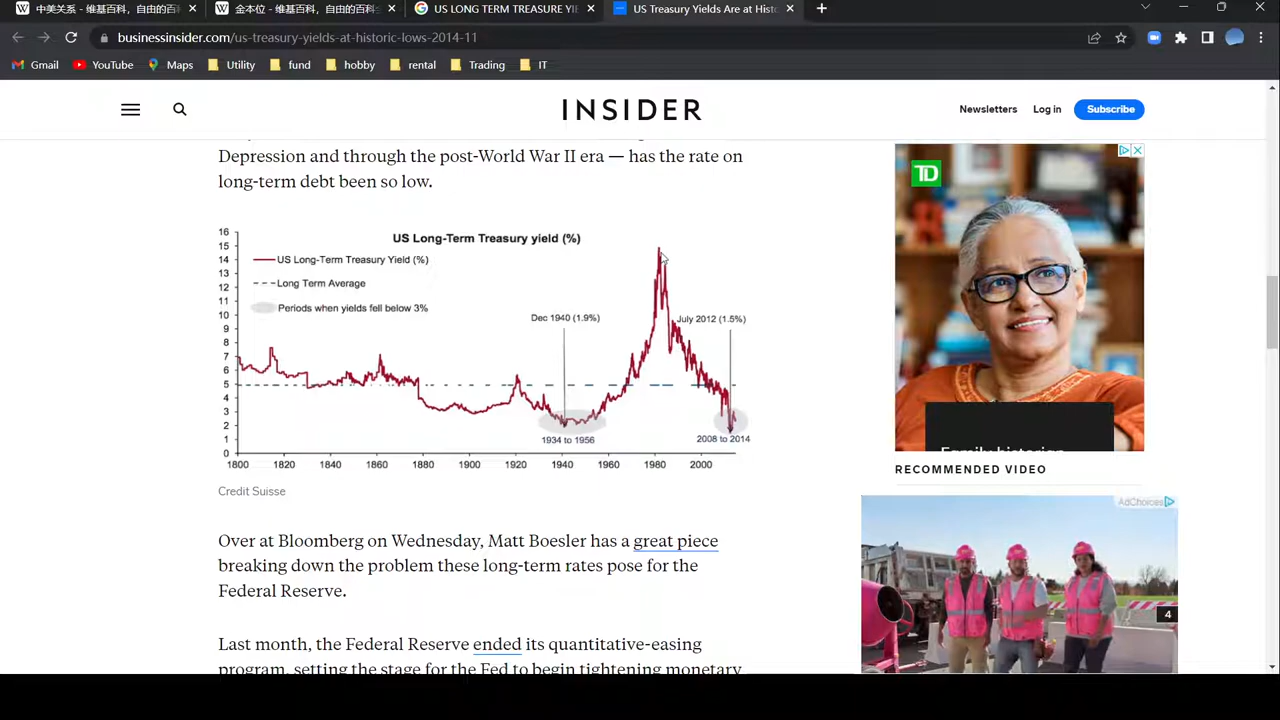 中美关系 - 维基百科，自由的百科
金本位 - 维基百科，自由的百科全
US LONG TERM TREASURE YIE
US Treasury Yields Are at Histo
businessinsider.com/us-treasury-yields-at-historic-lows-2014-11
Gmail YouTube Maps Utility fund hobby rental Trading IT
INSIDER
Newsletters Log in Subscribe
Depression and through the post-World War II era — has the rate on
long-term debt been so low.
US Long-Term Treasury yield (%)
US Long-Term Treasury Yield (%)
Long Term Average
Periods when yields fell below 3%
Dec 1940 (1.9%)
July 2012 (1.5%)
1934 to 1956
2008 to 2014
16
15
14
13
12
11
10
9
8
7
6
5
4
3
2
1
0
1800 1820 1840 1860 1880 1900 1920 1940 1960 1980 2000
Credit Suisse
Over at Bloomberg on Wednesday, Matt Boesler has a great piece
breaking down the problem these long-term rates pose for the
Federal Reserve.
Last month, the Federal Reserve ended its quantitative-easing
program, setting the stage for the Fed to begin tightening monetary
TD
Family historian
RECOMMENDED VIDEO
AdChoices
4